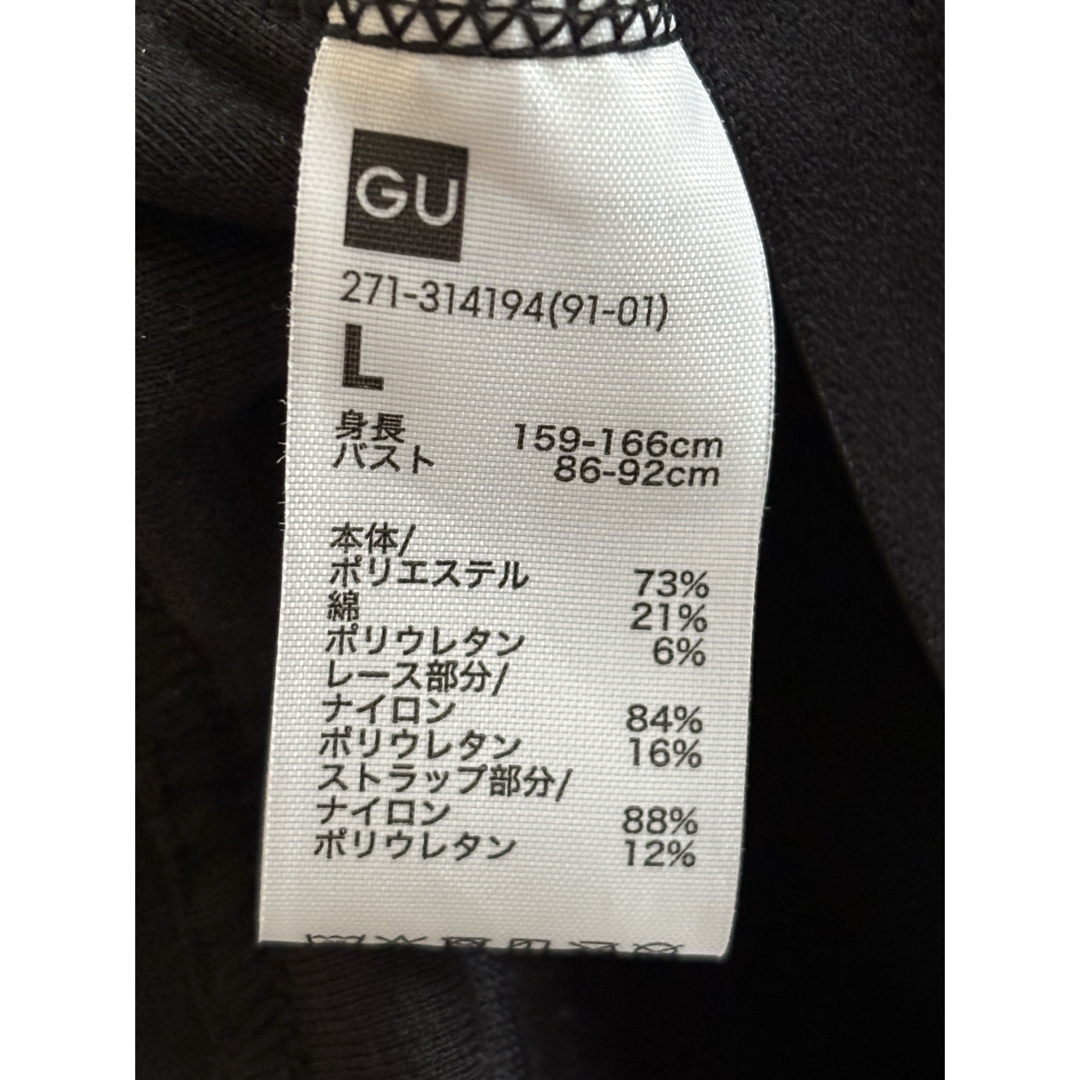 GU
271-314194(91-01)
L
身長 159-166cm
バスト 86-92cm
本体/
ポリエステル 73%
綿 21%
ポリウレタン 6%
レース部分/
ナイロン 84%
ポリウレタン 16%
ストラップ部分/
ナイロン 88%
ポリウレタン 12%